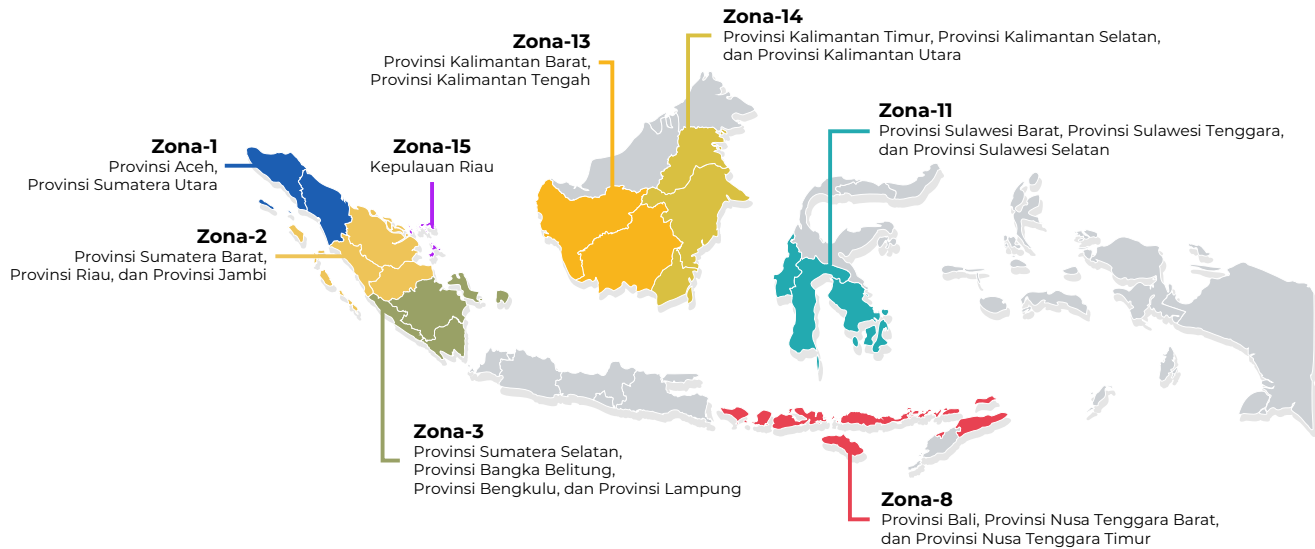 Zona-14
Provinsi Kalimantan Timur, Provinsi Kalimantan Selatan,
dan Provinsi Kalimantan Utara
Zona-13
Provinsi Kalimantan Barat,
Provinsi Kalimantan Tengah
Zona-11
Provinsi Sulawesi Barat, Provinsi Sulawesi Tenggara,
dan Provinsi Sulawesi Selatan
Zona-1
Provinsi Aceh,
Provinsi Sumatera Utara
Zona-15
Kepulauan Riau
Zona-2
Provinsi Sumatera Barat,
Provinsi Riau, dan Provinsi Jambi
Zona-3
Provinsi Sumatera Selatan,
Provinsi Bangka Belitung,
Provinsi Bengkulu, dan Provinsi Lampung
Zona-8
Provinsi Bali, Provinsi Nusa Tenggara Barat,
dan Provinsi Nusa Tenggara Timur